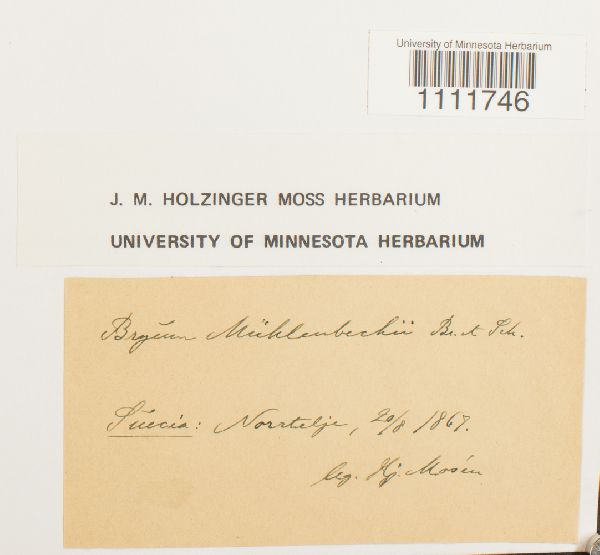 University of Minnesota Herbarium
1111746
J. M. HOLZINGER MOSS HERBARIUM
UNIVERSITY OF MINNESOTA HERBARIUM
Bryum Mühlenbeckii Br. et Sch.
Suecia: Norrtelje, 20/8 1867.
leg. Hj. Mosén